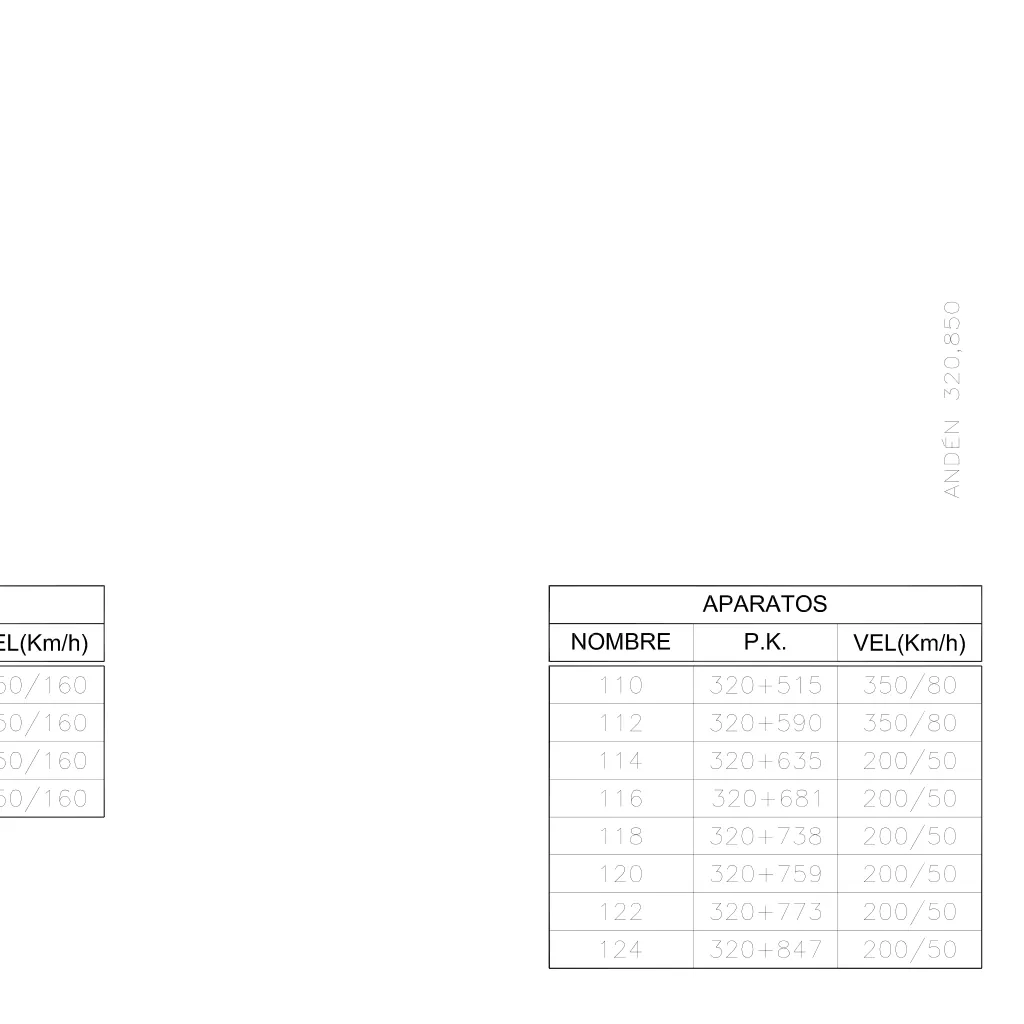 ANDÉN 320,850
EL(Km/h)
50/160
50/160
50/160
50/160
APARATOS
NOMBRE P.K. VEL(Km/h)
110 320+515 350/80
112 320+590 350/80
114 320+635 200/50
116 320+681 200/50
118 320+738 200/50
120 320+759 200/50
122 320+773 200/50
124 320+847 200/50